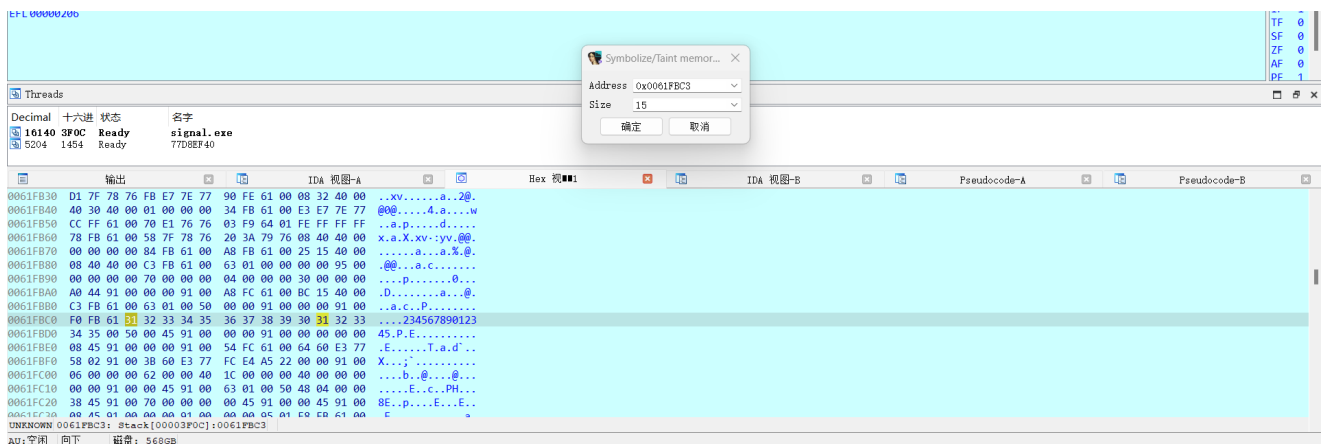 EFL 00000206
TF 0
SF 0
ZF 0
AF 0
PF 1
Symbolize/Taint memor...
Address 0x0061FBC3
Size 15
确定 取消
Threads
Decimal 十六进 状态 名字
16140 3F0C Ready signal.exe
5204 1454 Ready 77D8EF40
输出 IDA 视图-A Hex 视■■1 IDA 视图-B Pseudocode-A Pseudocode-B
0061FB30 D1 7F 78 76 FB E7 7E 77 90 FE 61 00 08 32 40 00 ..xv......a..2@.
0061FB40 40 30 40 00 01 00 00 00 34 FB 61 00 E3 E7 7E 77 @0@.....4.a....w
0061FB50 CC FF 61 00 70 E1 76 76 03 F9 64 01 FE FF FF FF ..a.p.....d.....
0061FB60 78 FB 61 00 58 7F 78 76 20 3A 79 76 08 40 40 00 x.a.X.xv·:yv.@@.
0061FB70 00 00 00 00 84 FB 61 00 A8 FB 61 00 25 15 40 00 ......a...a.%.@.
0061FB80 08 40 40 00 C3 FB 61 00 63 01 00 00 00 00 95 00 .@@...a.c.......
0061FB90 00 00 00 00 70 00 00 00 04 00 00 00 30 00 00 00 ....p.......0...
0061FBA0 A0 44 91 00 00 00 91 00 A8 FC 61 00 BC 15 40 00 .D........a...@.
0061FBB0 C3 FB 61 00 63 01 00 50 00 00 91 00 00 00 91 00 ..a.c..P........
0061FBC0 F0 FB 61 31 32 33 34 35 36 37 38 39 30 31 32 33 ....234567890123
0061FBD0 34 35 00 50 00 45 91 00 00 00 91 00 00 00 00 00 45.P.E..........
0061FBE0 08 45 91 00 00 00 91 00 54 FC 61 00 64 60 E3 77 .E......T.a.d`..
0061FBF0 58 02 91 00 3B 60 E3 77 FC E4 A5 22 00 00 91 00 X...;`..........
0061FC00 06 00 00 00 62 00 00 40 1C 00 00 00 40 00 00 00 ....b..@....@...
0061FC10 00 00 91 00 00 45 91 00 63 01 00 50 48 04 00 00 .....E..c..PH...
0061FC20 38 45 91 00 70 00 00 00 00 45 91 00 00 45 91 00 8E..p....E...E..
UNKNOWN 0061FBC3: Stack[00003F0C]:0061FBC3
AU:空闲 向下 磁盘: 568GB